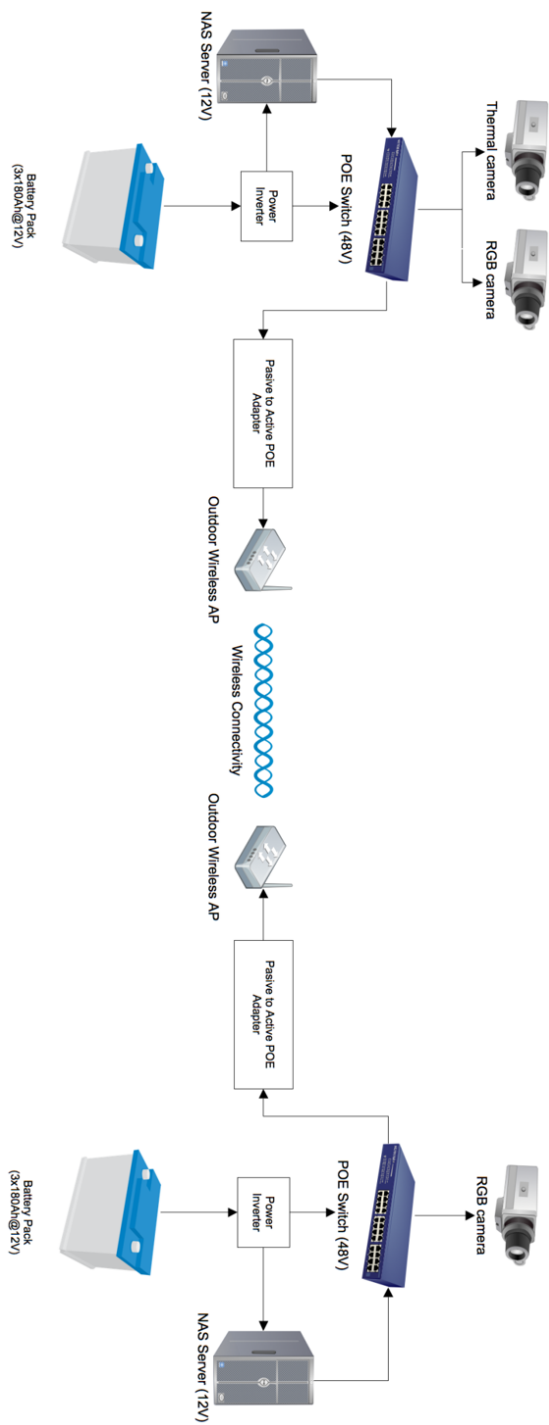 Thermal camera
RGB camera
NAS Server (12V)
POE Switch (48V)
Power
Inverter
Battery Pack
(3x180Ah@12V)
Pasive to Active POE
Adapter
Outdoor Wireless AP
Wireless Connectivity
Outdoor Wireless AP
Pasive to Active POE
Adapter
RGB camera
POE Switch (48V)
Power
Inverter
NAS Server (12V)
Battery Pack
(3x180Ah@12V)